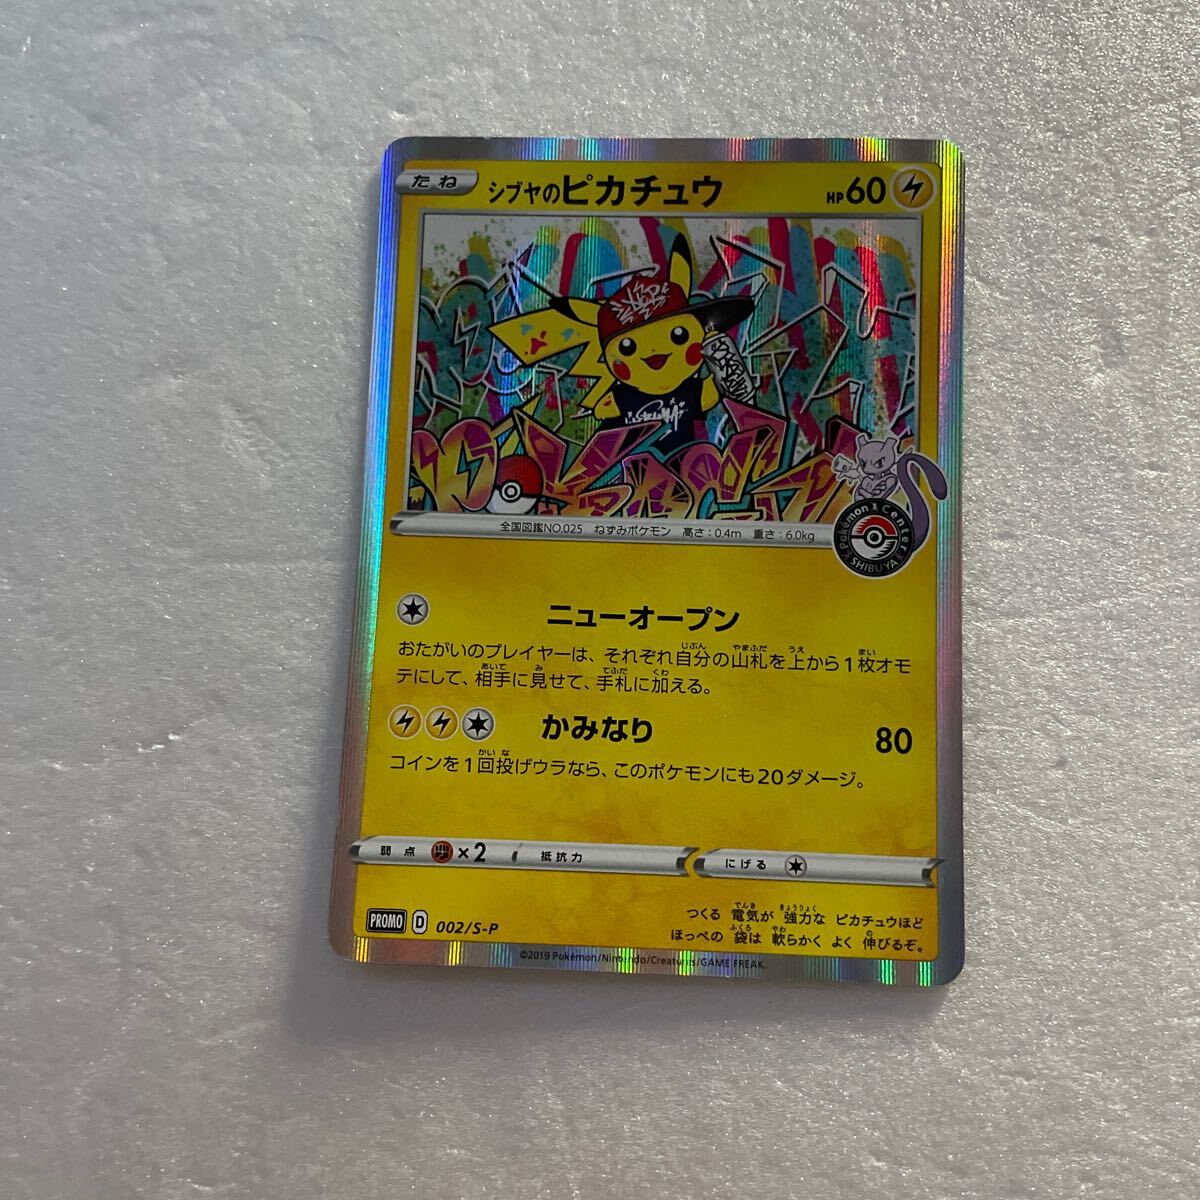 たね シブヤのピカチュウ HP60
全国図鑑NO.025 ねずみポケモン 高さ:0.4m 重さ:6.0kg
Pokémon Center
SHIBUYA
ニューオープン
おたがいのプレイヤーは、それぞれ自分の山札を上から1枚オモ
テにして、相手に見せて、手札に加える。
かみなり 80
コインを1回投げウラなら、このポケモンにも20ダメージ。
弱点 ×2 抵抗力 にげる
PROMO D 002/S-P
つくる 電気が 強力な ピカチュウほど
ほっぺの 袋は 軟らかく よく 伸びるぞ。
©2019 Pokémon/Nintendo/Creatures/GAME FREAK.